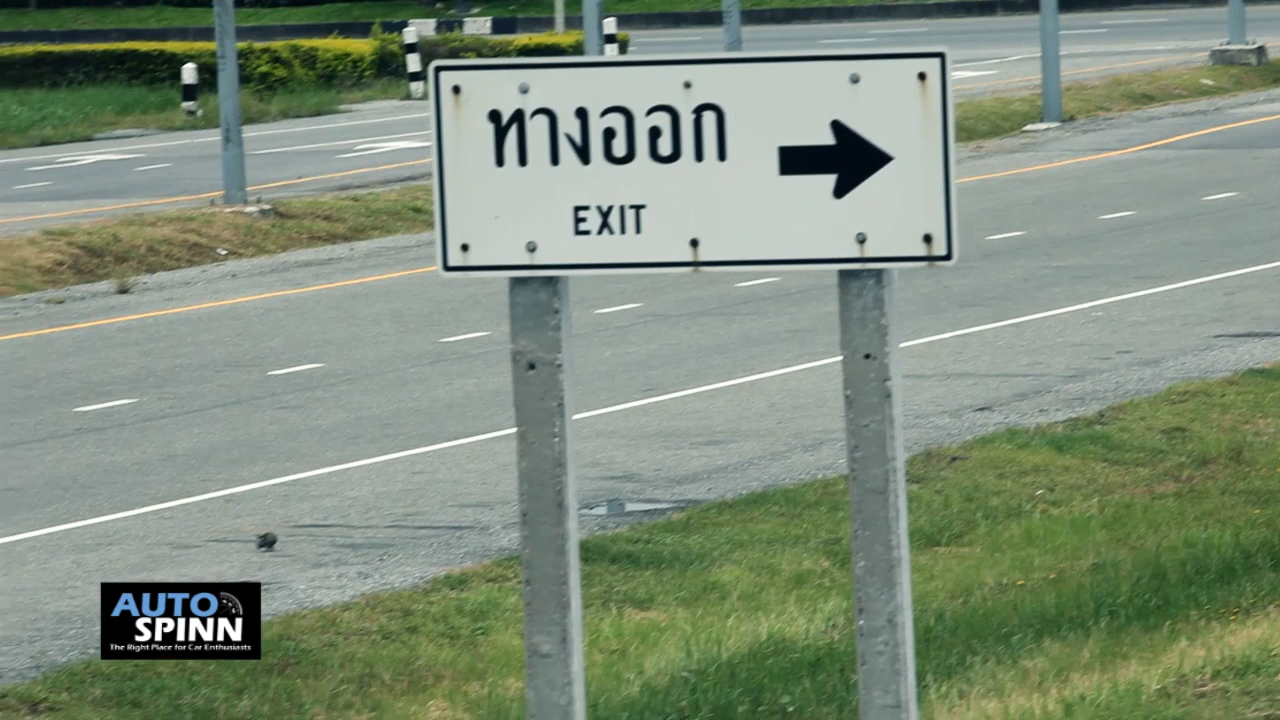 ทางออก
EXIT
AUTO
SPINN
The Right Place for Car Enthusiasts